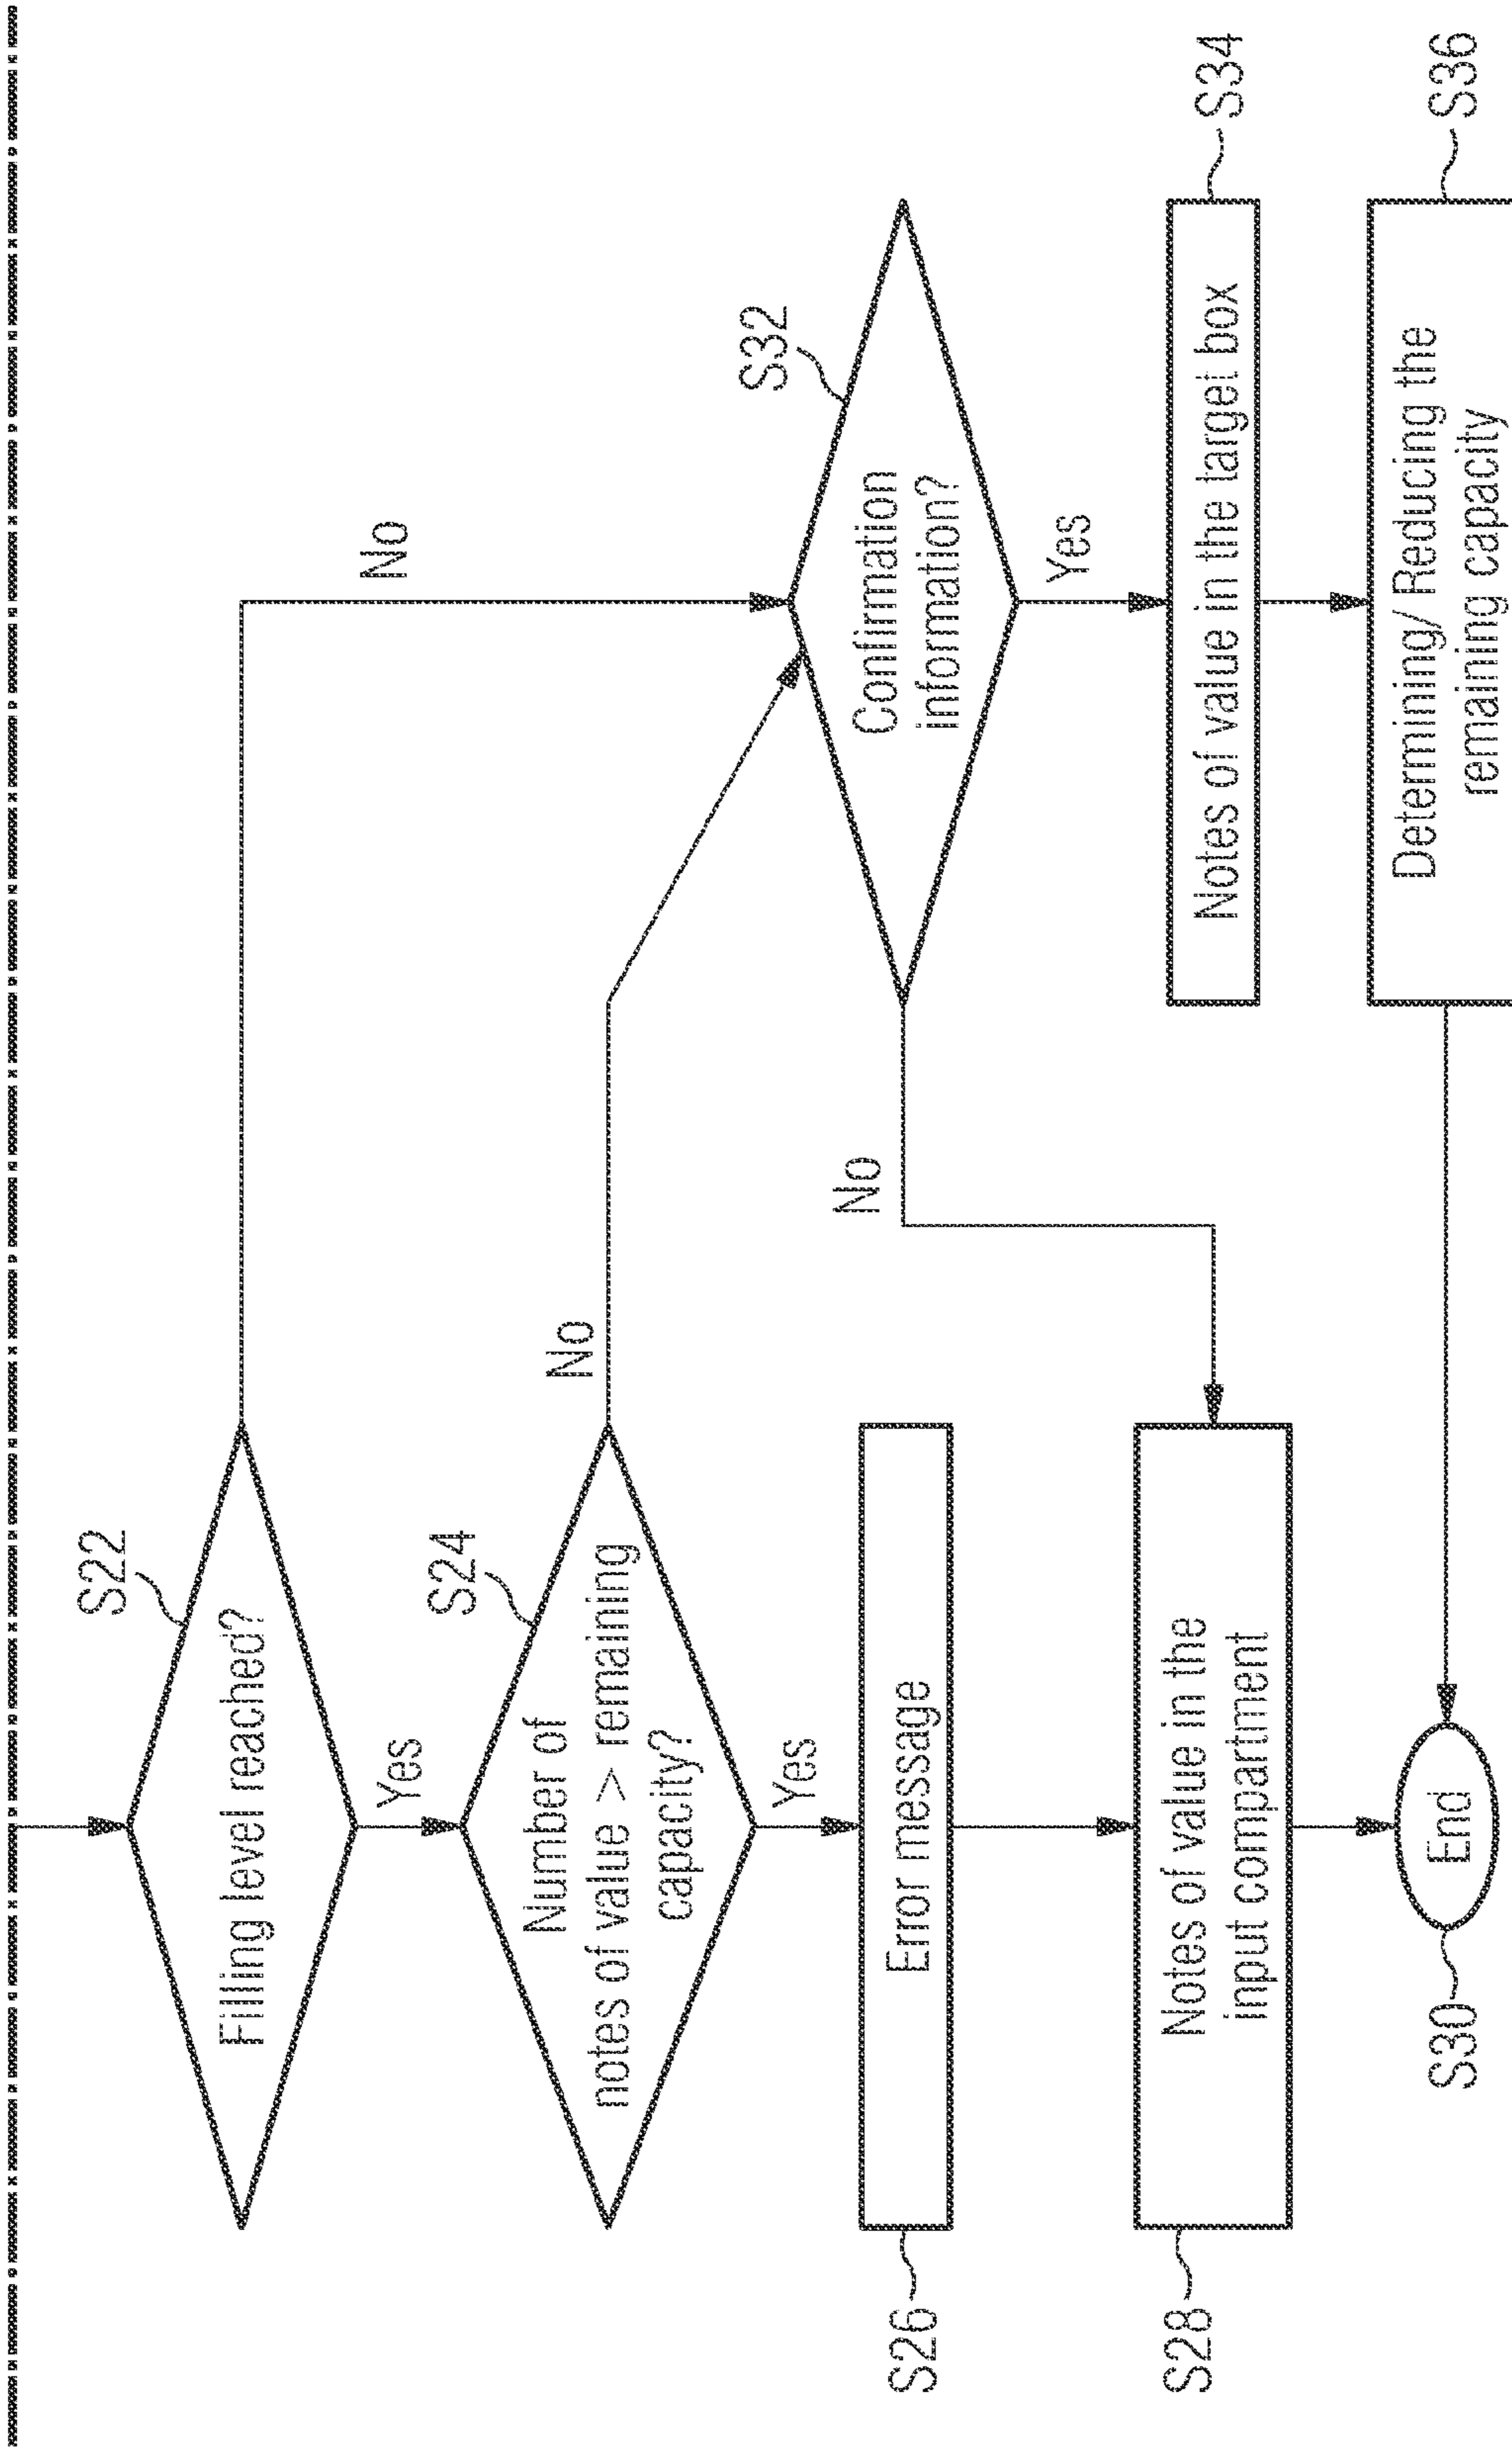 S22
Filling level reached?
No
Yes
S24
Number of
notes of value > remaining
capacity?
No
Yes
S32
Confirmation
information?
No
Yes
S26
Error message
Notes of value in the target box
S34
S28
Notes of value in the
input compartment
Determining/ Reducing the
remaining capacity
S36
S30
End